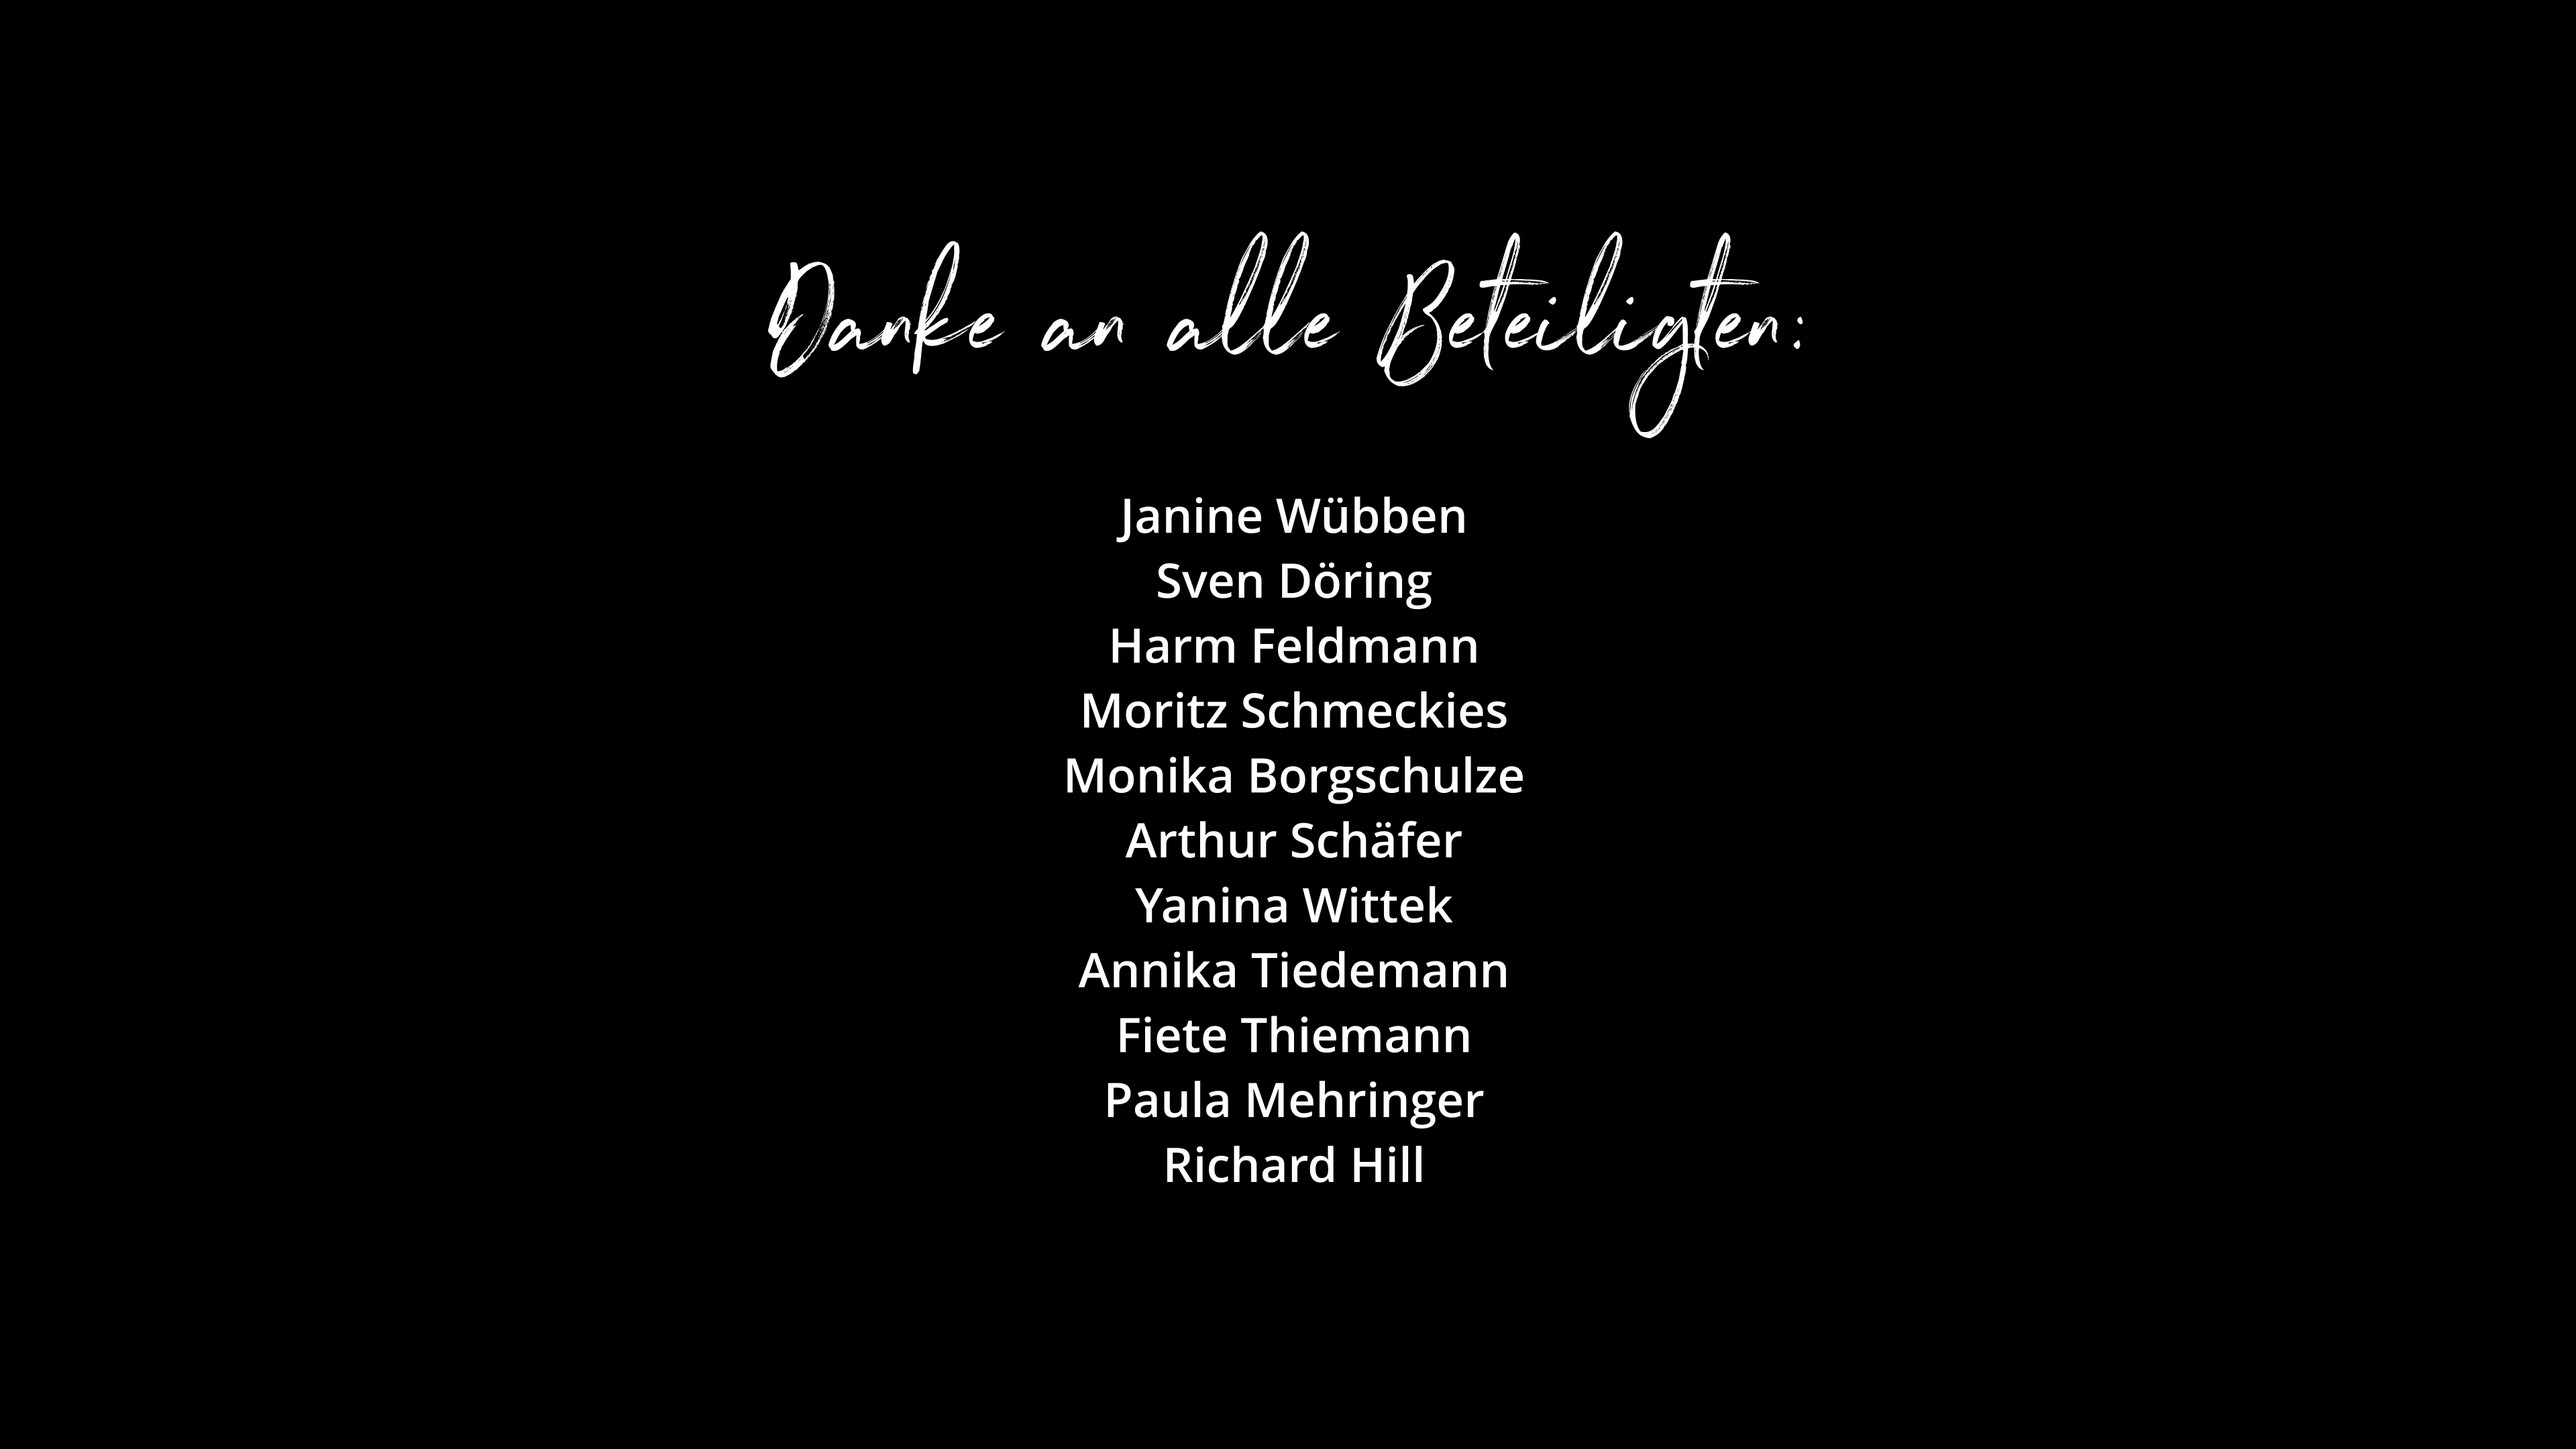 Danke an alle Beteiligten:
Janine Wübben
Sven Döring
Harm Feldmann
Moritz Schmeckies
Monika Borgschulze
Arthur Schäfer
Yanina Wittek
Annika Tiedemann
Fiete Thiemann
Paula Mehringer
Richard Hill